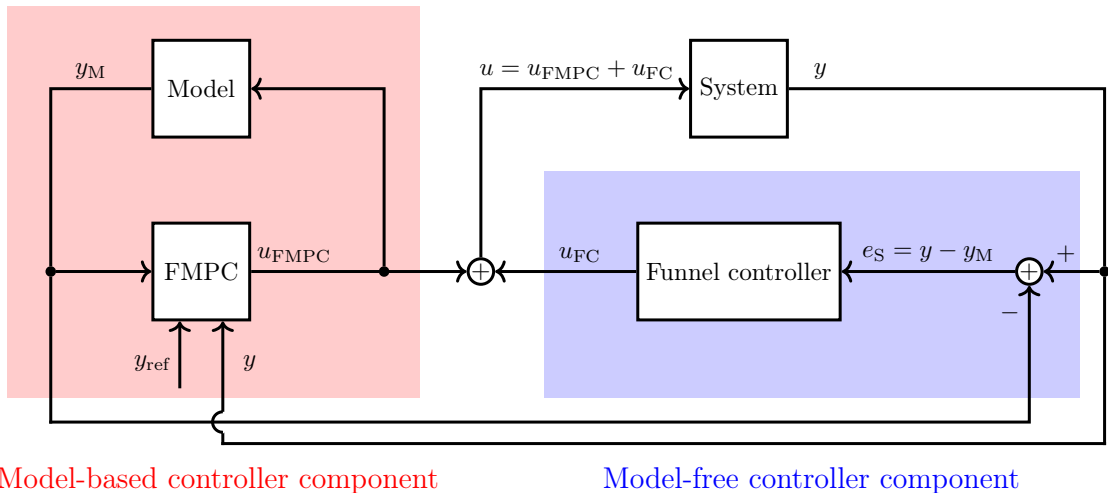 y_M
Model
u = u_FMPC + u_FC
System
y
FMPC
u_FMPC
+
u_FC
Funnel controller
e_S = y − y_M
+
+
−
y_ref
y
Model-based controller component
Model-free controller component